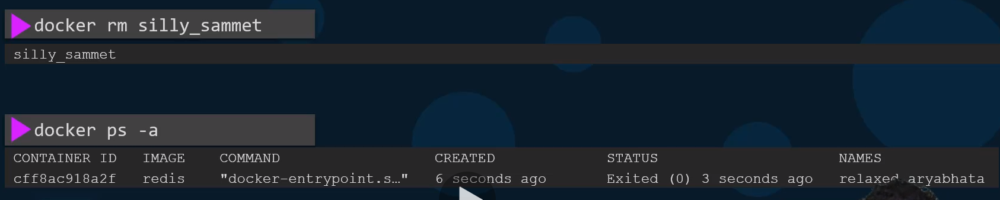 docker rm silly_sammet
silly_sammet
docker ps -a
CONTAINER ID IMAGE COMMAND CREATED STATUS NAMES
cff8ac918a2f redis "docker-entrypoint.s…" 6 seconds ago Exited (0) 3 seconds ago relaxed_aryabhata